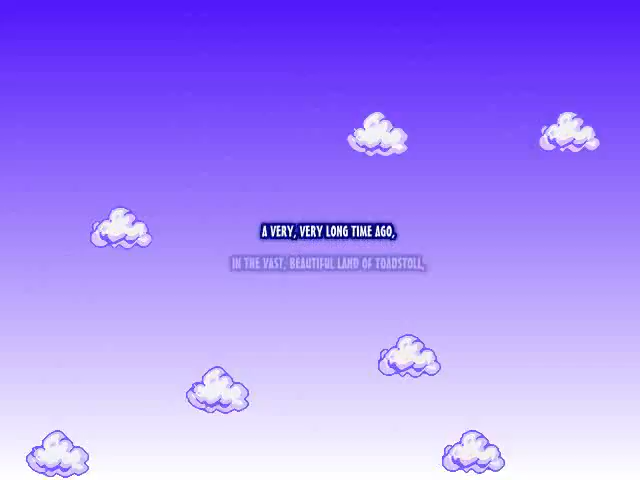 A VERY, VERY LONG TIME AGO,
IN THE VAST, BEAUTIFUL LAND OF TOADSTOLL,